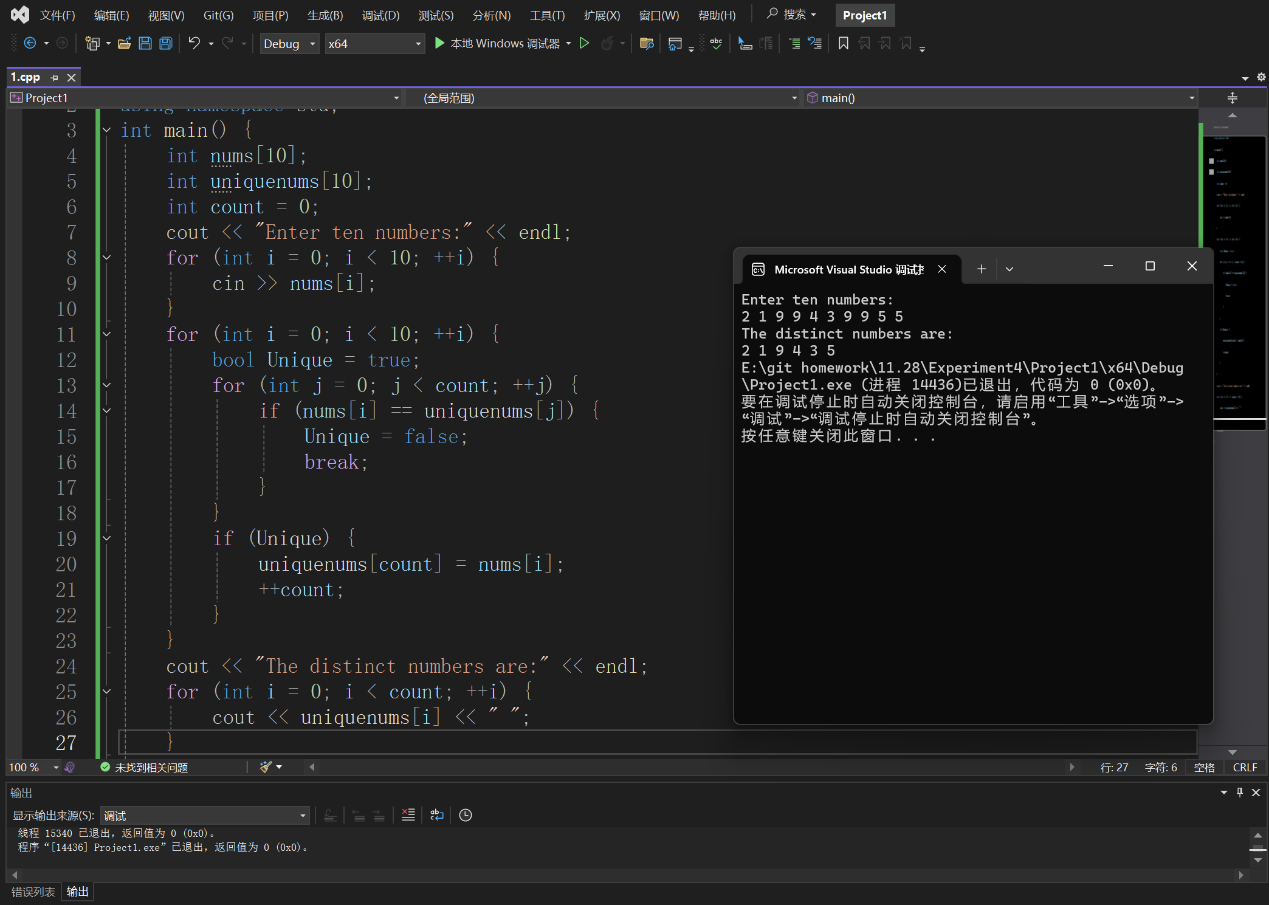 文件(F) 编辑(E) 视图(V) Git(G) 项目(P) 生成(B) 调试(D) 测试(S) 分析(N) 工具(T) 扩展(X) 窗口(W) 帮助(H) 搜索 Project1
Debug x64 本地 Windows 调试器
1.cpp
Project1 (全局范围) main()
3 int main() {
4 int nums[10];
5 int uniquenums[10];
6 int count = 0;
7 cout << "Enter ten numbers:" << endl;
8 for (int i = 0; i < 10; ++i) {
9 cin >> nums[i];
10 }
11 for (int i = 0; i < 10; ++i) {
12 bool Unique = true;
13 for (int j = 0; j < count; ++j) {
14 if (nums[i] == uniquenums[j]) {
15 Unique = false;
16 break;
17 }
18 }
19 if (Unique) {
20 uniquenums[count] = nums[i];
21 ++count;
22 }
23 }
24 cout << "The distinct numbers are:" << endl;
25 for (int i = 0; i < count; ++i) {
26 cout << uniquenums[i] << " ";
27 }
Microsoft Visual Studio 调试
Enter ten numbers:
2 1 9 9 4 3 9 9 5 5
The distinct numbers are:
2 1 9 4 3 5
E:\git homework\11.28\Experiment4\Project1\x64\Debug
\Project1.exe (进程 14436)已退出，代码为 0 (0x0)。
要在调试停止时自动关闭控制台，请启用“工具”->“选项”->
“调试”->“调试停止时自动关闭控制台”。
按任意键关闭此窗口. . .
100 % 未找到相关问题 行: 27 字符: 6 空格 CRLF
输出
显示输出来源(S): 调试
线程 15340 已退出，返回值为 0 (0x0)。
程序“[14436] Project1.exe”已退出，返回值为 0 (0x0)。
错误列表 输出